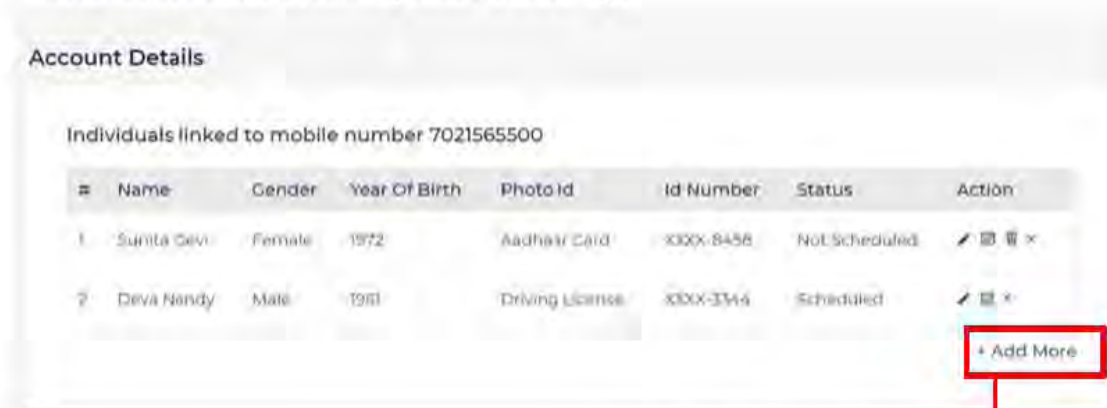 Account Details
Individuals linked to mobile number 7021565500
# Name Gender Year Of Birth Photo Id Id Number Status Action
1 Sunita Devi Female 1972 Aadhaar Card XXXX-8458 Not Scheduled
2 Deva Nandy Male Driving License XXXX-3344 Scheduled
+ Add More